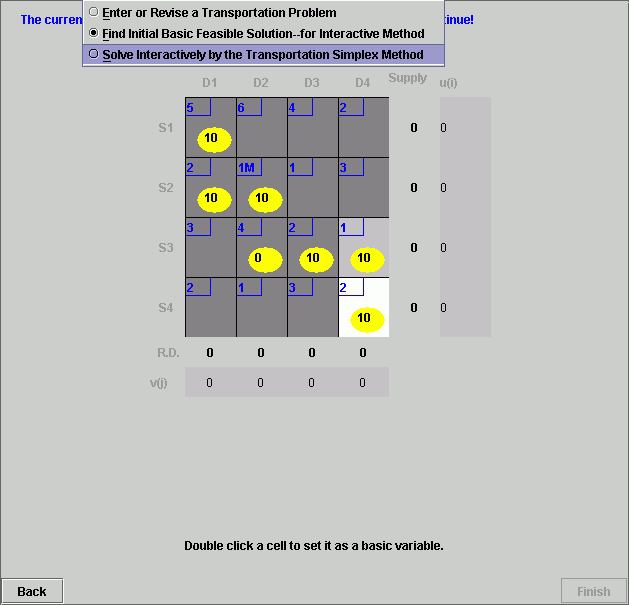 Enter or Revise a Transportation Problem
The curren
Find Initial Basic Feasible Solution--for Interactive Method
tinue!
Solve Interactively by the Transportation Simplex Method
D1 D2 D3 D4 Supply u(i)
5 6 4 2
S1 10 0 0
2 1M 1 3
S2 10 10 0 0
3 4 2 1
S3 0 10 10 0 0
2 1 3 2
S4 10 0 0
R.D. 0 0 0 0
v(j) 0 0 0 0
Double click a cell to set it as a basic variable.
Back Finish